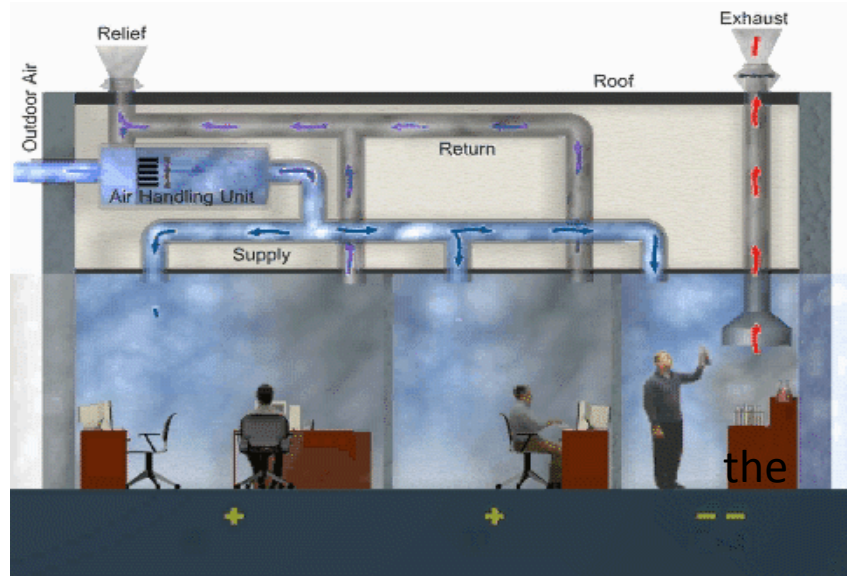 Exhaust
Relief
Roof
Outdoor Air
Return
Air Handling Unit
Supply
the
+ + − −